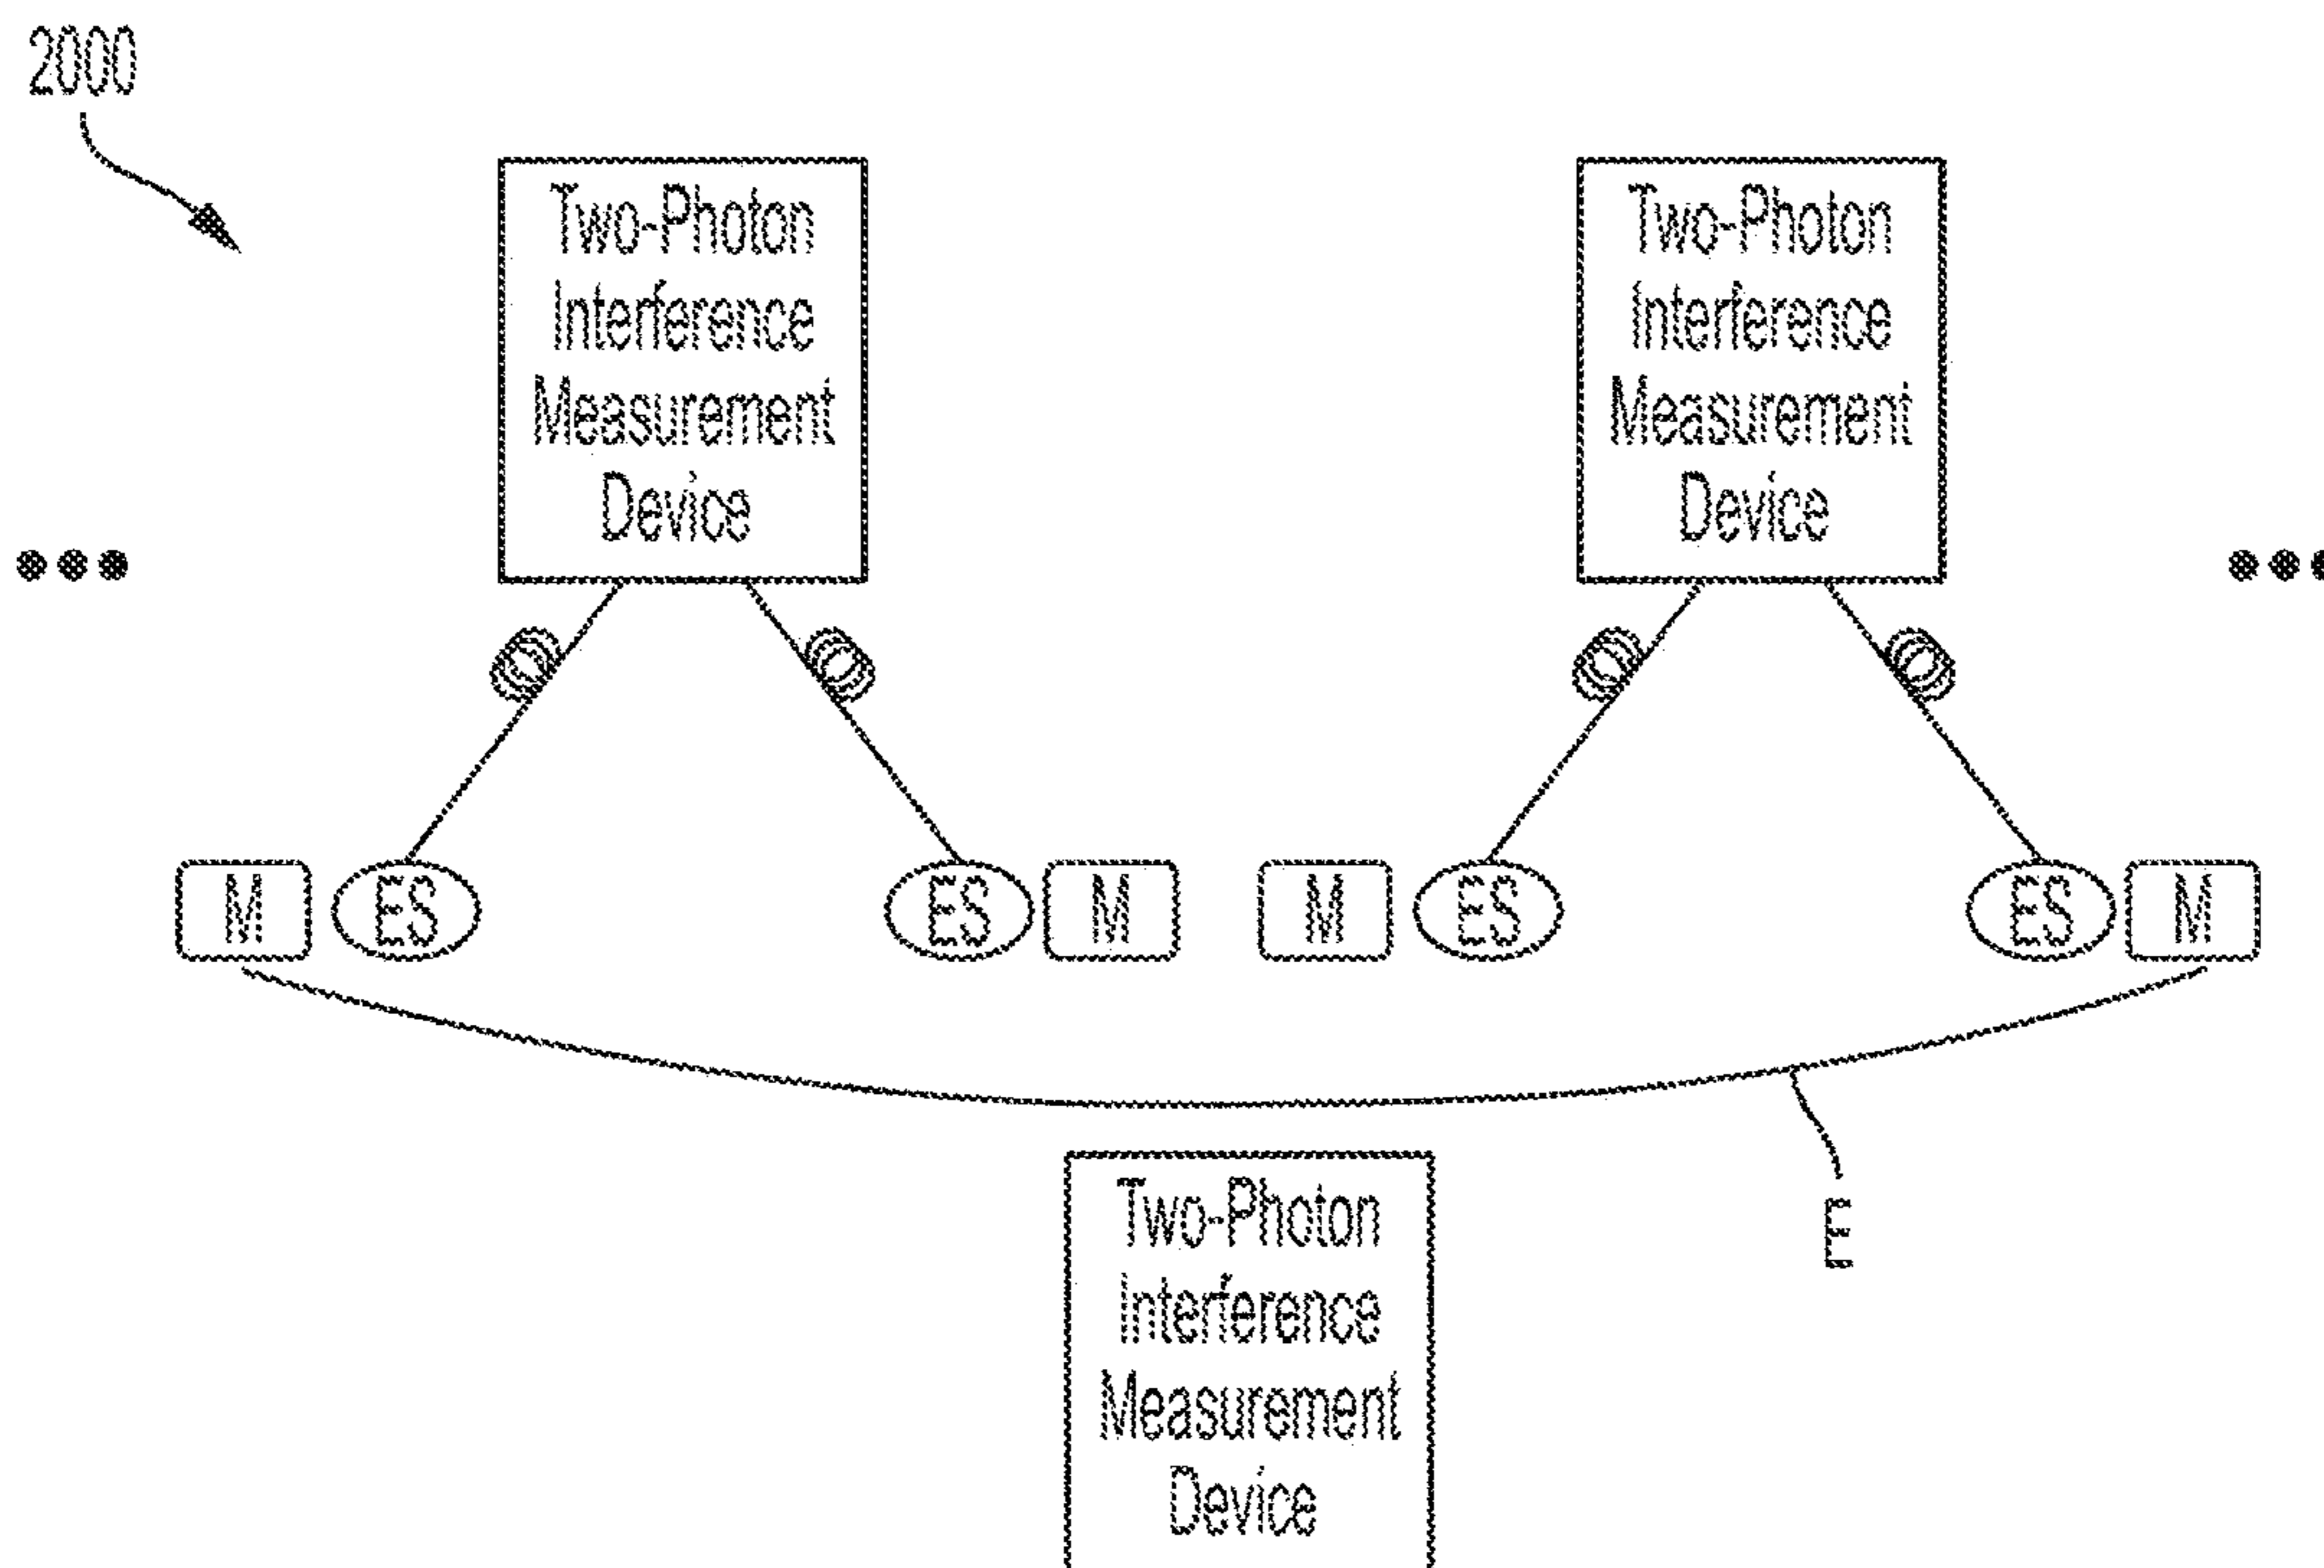 2000
Two-Photon
Interference
Measurement
Device
Two-Photon
Interference
Measurement
Device
M ES ES M M ES ES M
E
Two-Photon
Interference
Measurement
Device